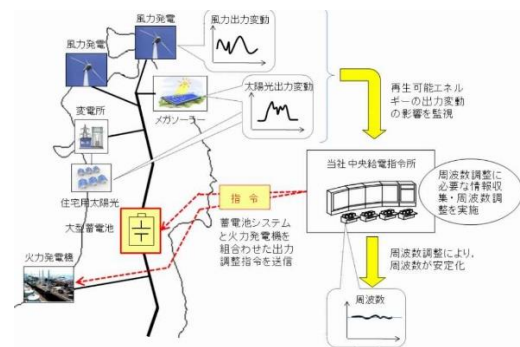 風力発電
風力出力変動
風力発電
太陽光出力変動
変電所
メガソーラー
住宅用太陽光
大型蓄電池
火力発電機
再生可能エネル
ギーの出力変動
の影響を監視
当社 中央給電指令所
周波数調整に
必要な情報収
集・周波数調
整を実施
指令
蓄電池システム
と火力発電機を
組合わせた出力
調整指令を送信
周波数調整により、
周波数が安定化
周波数